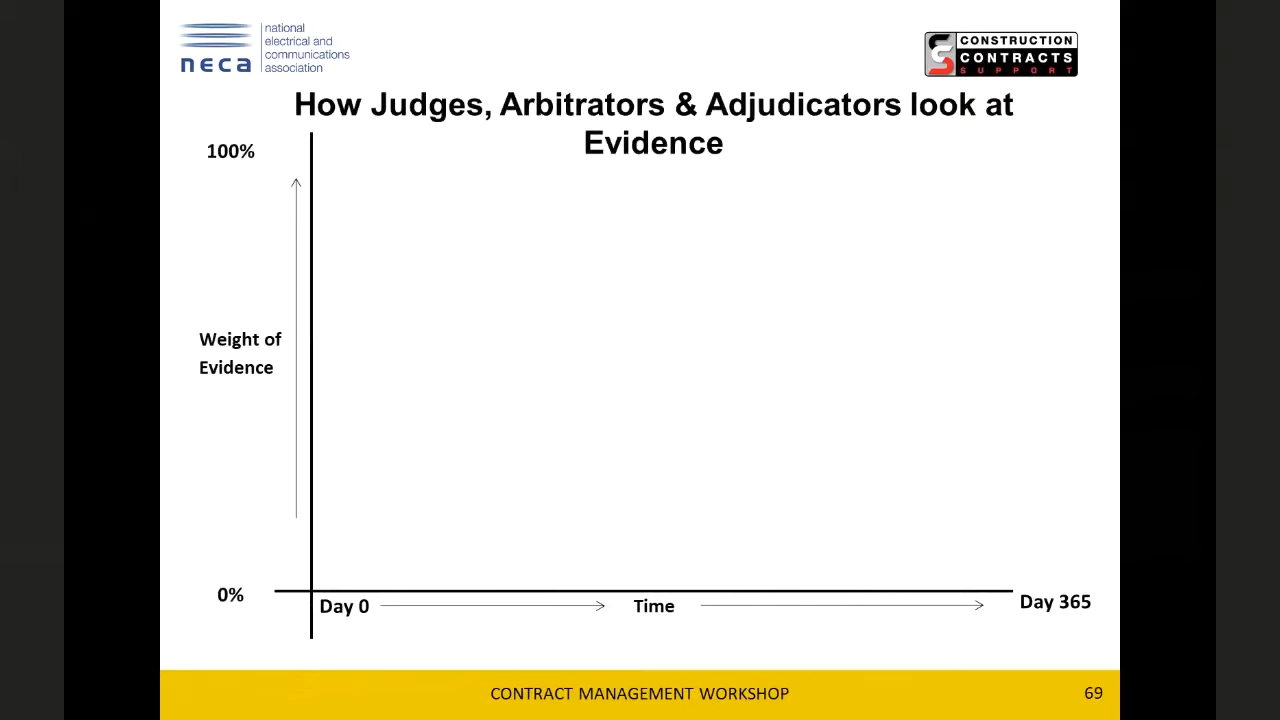 national
electrical and
communications
association
neca
CONSTRUCTION
CONTRACTS
SUPPORT
How Judges, Arbitrators & Adjudicators look at
Evidence
100%
Weight of
Evidence
0%
Day 0
Time
Day 365
CONTRACT MANAGEMENT WORKSHOP
69